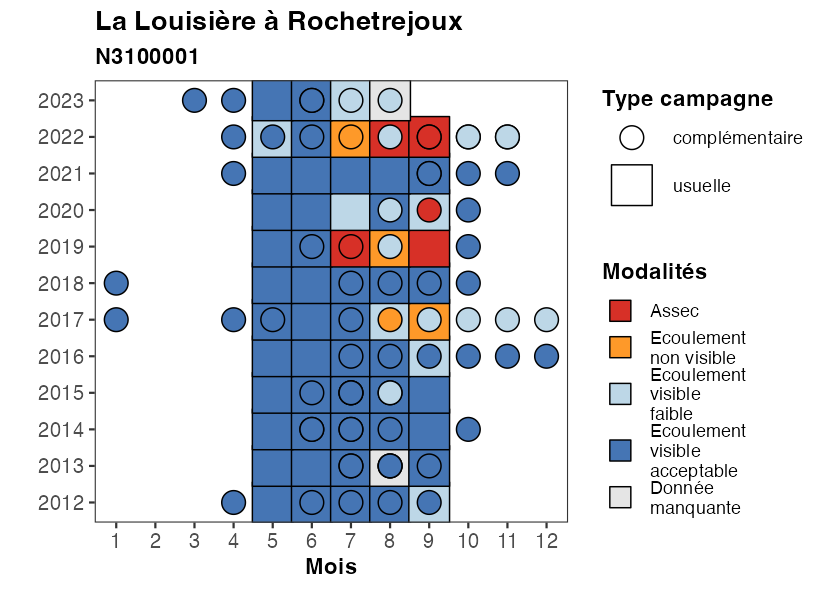 La Louisière à Rochetrejoux
N3100001
2023
2022
2021
2020
2019
2018
2017
2016
2015
2014
2013
2012
1 2 3 4 5 6 7 8 9 10 11 12
Mois
Type campagne
complémentaire
usuelle
Modalités
Assec
Ecoulement
non visible
Ecoulement
visible
faible
Ecoulement
visible
acceptable
Donnée
manquante